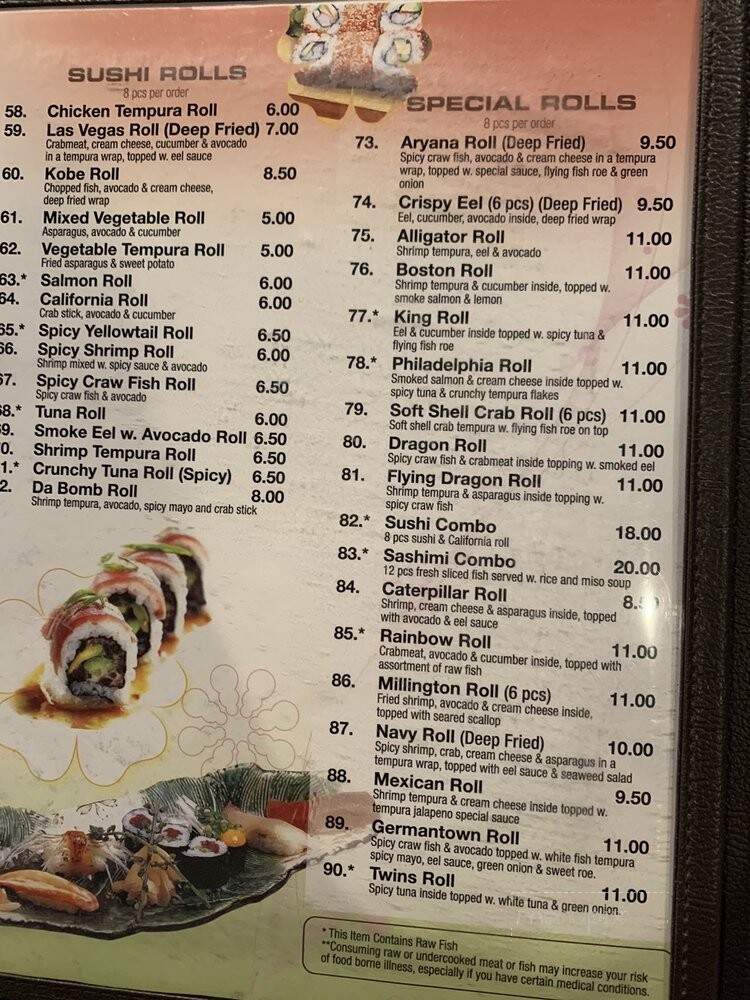 SUSHI ROLLS
8 pcs per order
58. Chicken Tempura Roll 6.00
59. Las Vegas Roll (Deep Fried) 7.00
Crabmeat, cream cheese, cucumber & avocado
in a tempura wrap, topped w. eel sauce
60. Kobe Roll 8.50
Chopped fish, avocado & cream cheese,
deep fried wrap
61. Mixed Vegetable Roll 5.00
Asparagus, avocado & cucumber
62. Vegetable Tempura Roll 5.00
Fried asparagus & sweet potato
63.* Salmon Roll 6.00
64. California Roll 6.00
Crab stick, avocado & cucumber
65.* Spicy Yellowtail Roll 6.50
66. Spicy Shrimp Roll 6.00
Shrimp mixed w. spicy sauce & avocado
67. Spicy Craw Fish Roll 6.50
Spicy craw fish & avocado
8.* Tuna Roll 6.00
9. Smoke Eel w. Avocado Roll 6.50
0. Shrimp Tempura Roll 6.50
1.* Crunchy Tuna Roll (Spicy) 6.50
2. Da Bomb Roll 8.00
Shrimp tempura, avocado, spicy mayo and crab stick
SPECIAL ROLLS
8 pcs per order
73. Aryana Roll (Deep Fried) 9.50
Spicy craw fish, avocado & cream cheese in a tempura
wrap, topped w. special sauce, flying fish roe & green
onion
74. Crispy Eel (6 pcs) (Deep Fried) 9.50
Eel, cucumber, avocado inside, deep fried wrap
75. Alligator Roll 11.00
Shrimp tempura, eel & avocado
76. Boston Roll 11.00
Shrimp tempura & cucumber inside, topped w.
smoke salmon & lemon
77.* King Roll 11.00
Eel & cucumber inside topped w. spicy tuna &
flying fish roe
78.* Philadelphia Roll 11.00
Smoked salmon & cream cheese inside topped w.
spicy tuna & crunchy tempura flakes
79. Soft Shell Crab Roll (6 pcs) 11.00
Soft shell crab tempura w. flying fish roe on top
80. Dragon Roll 11.00
Spicy craw fish & crabmeat inside topping w. smoked eel
81. Flying Dragon Roll 11.00
Shrimp tempura & asparagus inside topping w.
spicy craw fish
82.* Sushi Combo 18.00
8 pcs sushi & California roll
83.* Sashimi Combo 20.00
12 pcs fresh sliced fish served w. rice and miso soup
84. Caterpillar Roll
Shrimp, cream cheese & asparagus inside, topped
with avocado & eel sauce
85.* Rainbow Roll 11.00
Crabmeat, avocado & cucumber inside, topped with
assortment of raw fish
86. Millington Roll (6 pcs) 11.00
Fried shrimp, avocado & cream cheese inside,
topped with seared scallop
87. Navy Roll (Deep Fried) 10.00
Spicy shrimp, crab, cream cheese & asparagus in a
tempura wrap, topped with eel sauce & seaweed salad
88. Mexican Roll 9.50
Shrimp tempura & cream cheese inside topped w.
tempura jalapeno special sauce
89. Germantown Roll 11.00
Spicy craw fish & avocado topped w. white fish tempura
spicy mayo, eel sauce, green onion & sweet roe.
90.* Twins Roll 11.00
Spicy tuna inside topped w. white tuna & green onion.
* This Item Contains Raw Fish
**Consuming raw or undercooked meat or fish may increase your risk
of food borne illness, especially if you have certain medical conditions.